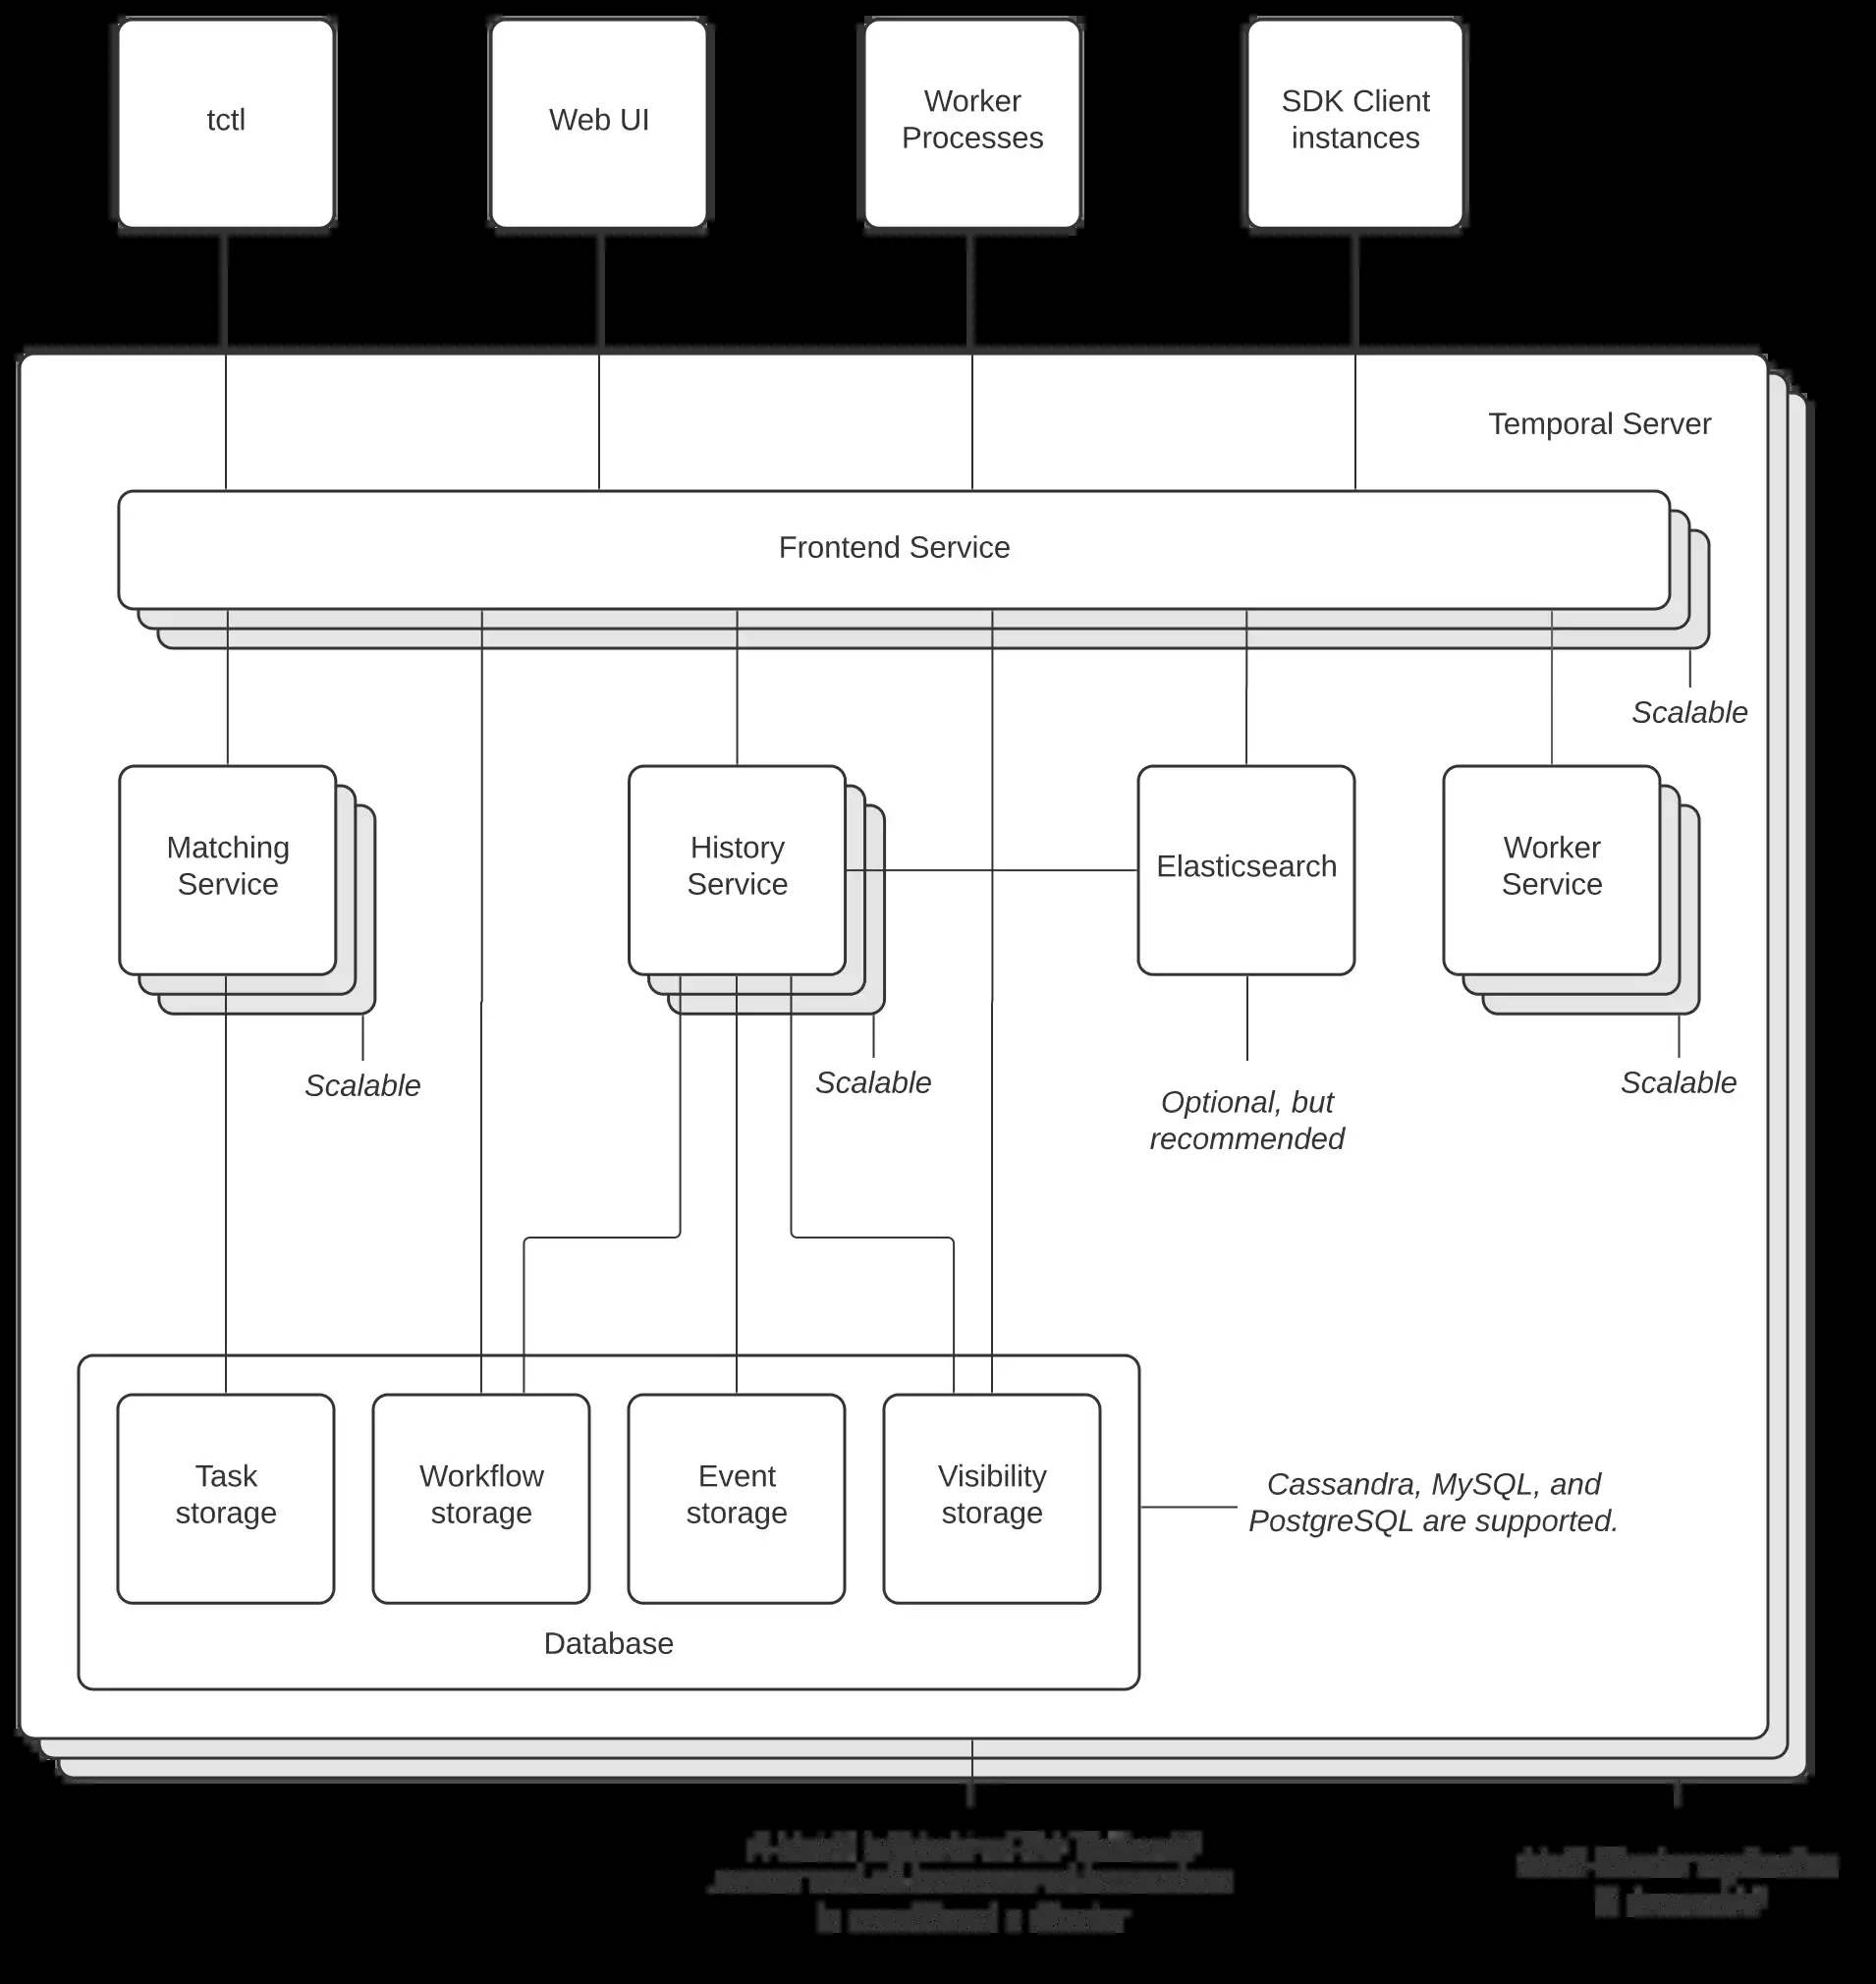 tctl
Web UI
Worker
Processes
SDK Client
instances
Temporal Server
Frontend Service
Scalable
Matching
Service
History
Service
Elasticsearch
Worker
Service
Scalable
Scalable
Optional, but
recommended
Scalable
Task
storage
Workflow
storage
Event
storage
Visibility
storage
Cassandra, MySQL, and
PostgreSQL are supported.
Database